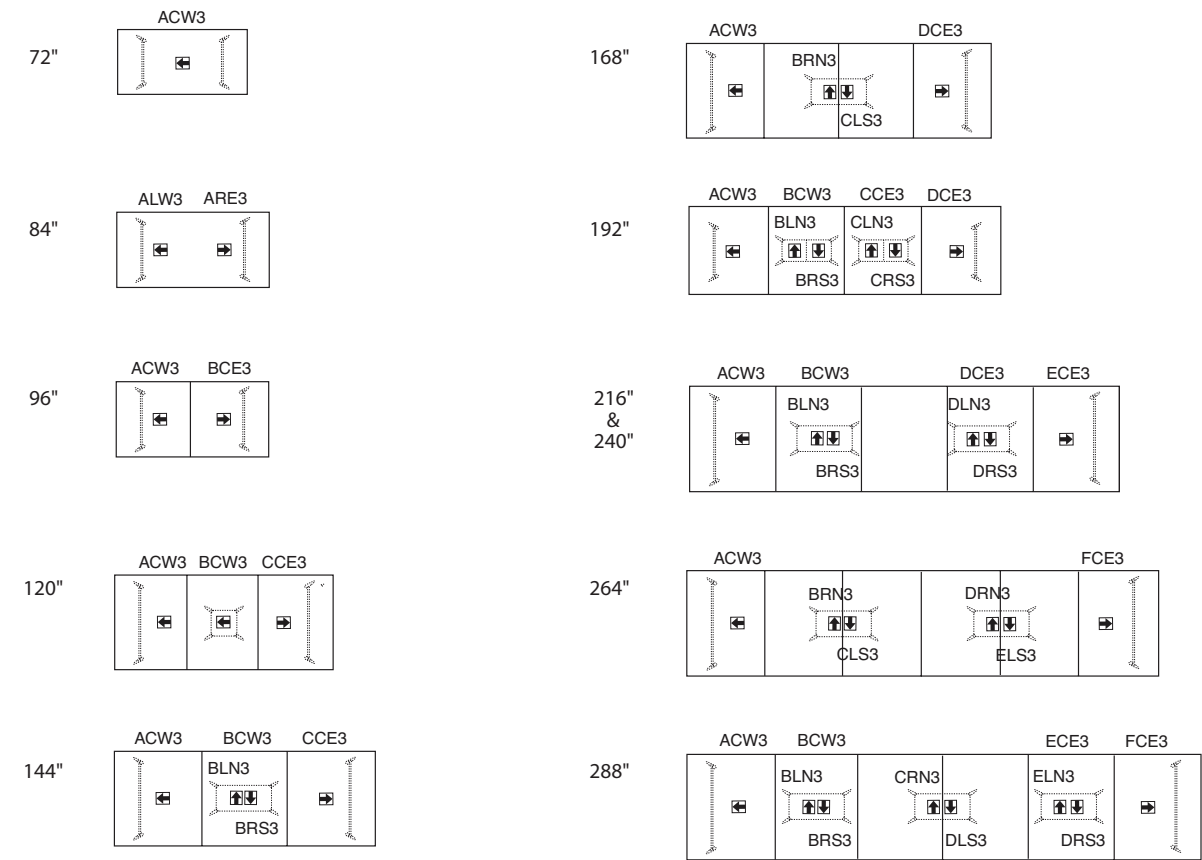 ACW3
72"
ALW3 ARE3
84"
ACW3 BCE3
96"
ACW3 BCW3 CCE3
120"
ACW3 BCW3 CCE3
144"
BLN3
BRS3
ACW3 DCE3
168"
BRN3
CLS3
ACW3 BCW3 CCE3 DCE3
192"
BLN3 CLN3
BRS3 CRS3
ACW3 BCW3 DCE3 ECE3
216"
&
240"
BLN3 DLN3
BRS3 DRS3
ACW3 FCE3
264"
BRN3 DRN3
CLS3 ELS3
ACW3 BCW3 ECE3 FCE3
288"
BLN3 CRN3 ELN3
BRS3 DLS3 DRS3